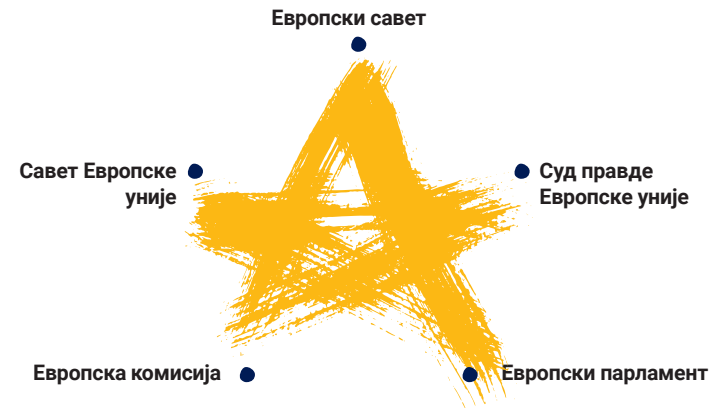 Европски савет
Савет Европске
уније
Суд правде
Европске уније
Европска комисија
Европски парламент